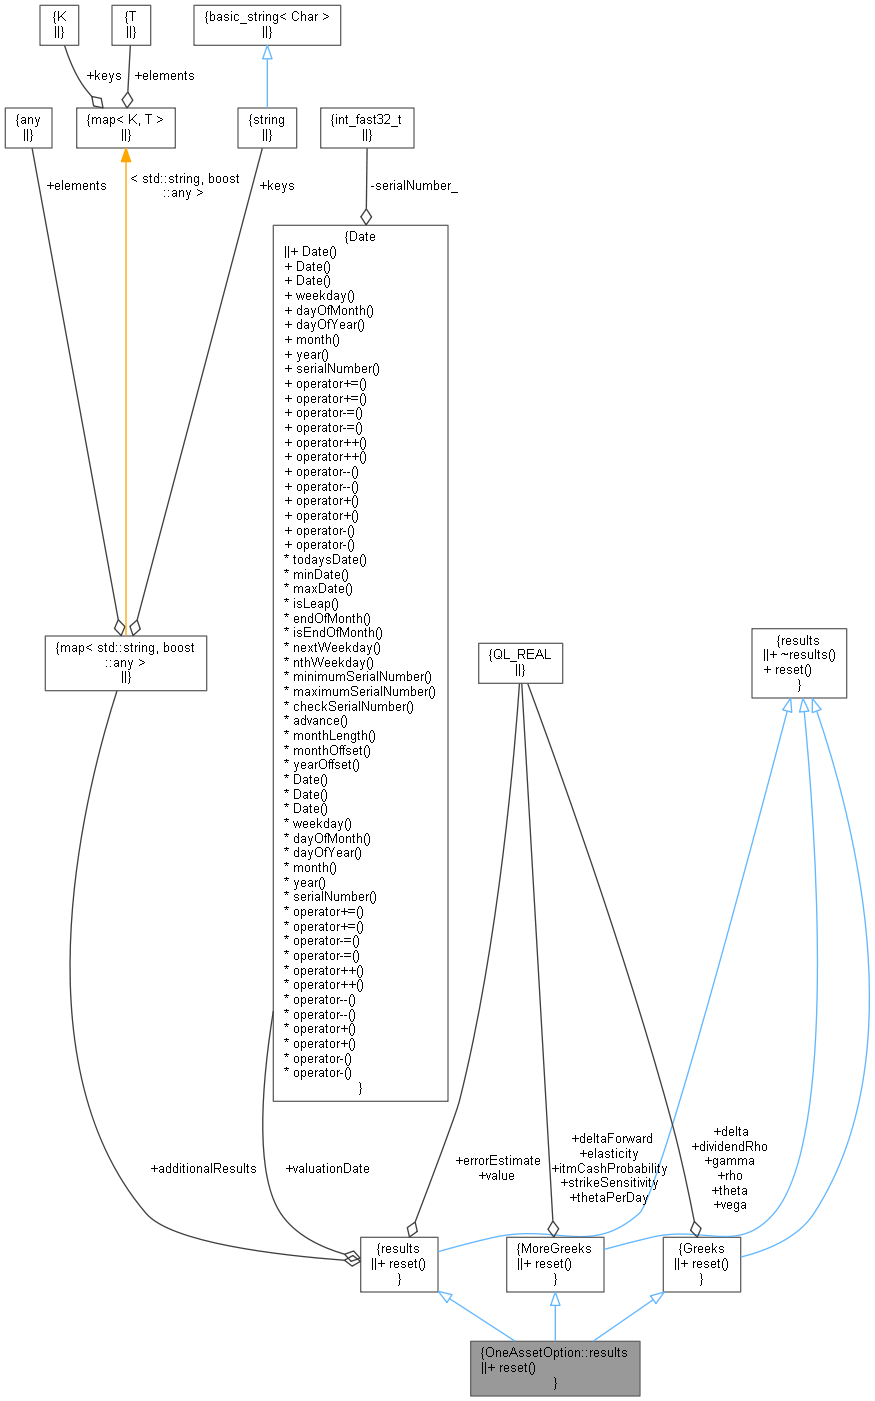 {K
||}
{T
||}
{basic_string< Char >
||}
+keys
+elements
{any
||}
{map< K, T >
||}
{string
||}
{int_fast32_t
||}
+elements
< std::string, boost
::any >
+keys
-serialNumber_
{Date
||+ Date()
+ Date()
+ Date()
+ weekday()
+ dayOfMonth()
+ dayOfYear()
+ month()
+ year()
+ serialNumber()
+ operator+=()
+ operator+=()
+ operator-=()
+ operator-=()
+ operator++()
+ operator++()
+ operator--()
+ operator--()
+ operator+()
+ operator+()
+ operator-()
+ operator-()
* todaysDate()
* minDate()
* maxDate()
* isLeap()
* endOfMonth()
* isEndOfMonth()
* nextWeekday()
* nthWeekday()
* minimumSerialNumber()
* maximumSerialNumber()
* checkSerialNumber()
* advance()
* monthLength()
* monthOffset()
* yearOffset()
* Date()
* Date()
* Date()
* weekday()
* dayOfMonth()
* dayOfYear()
* month()
* year()
* serialNumber()
* operator+=()
* operator+=()
* operator-=()
* operator-=()
* operator++()
* operator++()
* operator--()
* operator--()
* operator+()
* operator+()
* operator-()
* operator-()
}
{map< std::string, boost
::any >
||}
{QL_REAL
||}
{results
||+ ~results()
+ reset()
}
+additionalResults
+valuationDate
+errorEstimate
+value
+deltaForward
+elasticity
+itmCashProbability
+strikeSensitivity
+thetaPerDay
+delta
+dividendRho
+gamma
+rho
+theta
+vega
{results
||+ reset()
}
{MoreGreeks
||+ reset()
}
{Greeks
||+ reset()
}
{OneAssetOption::results
||+ reset()
}